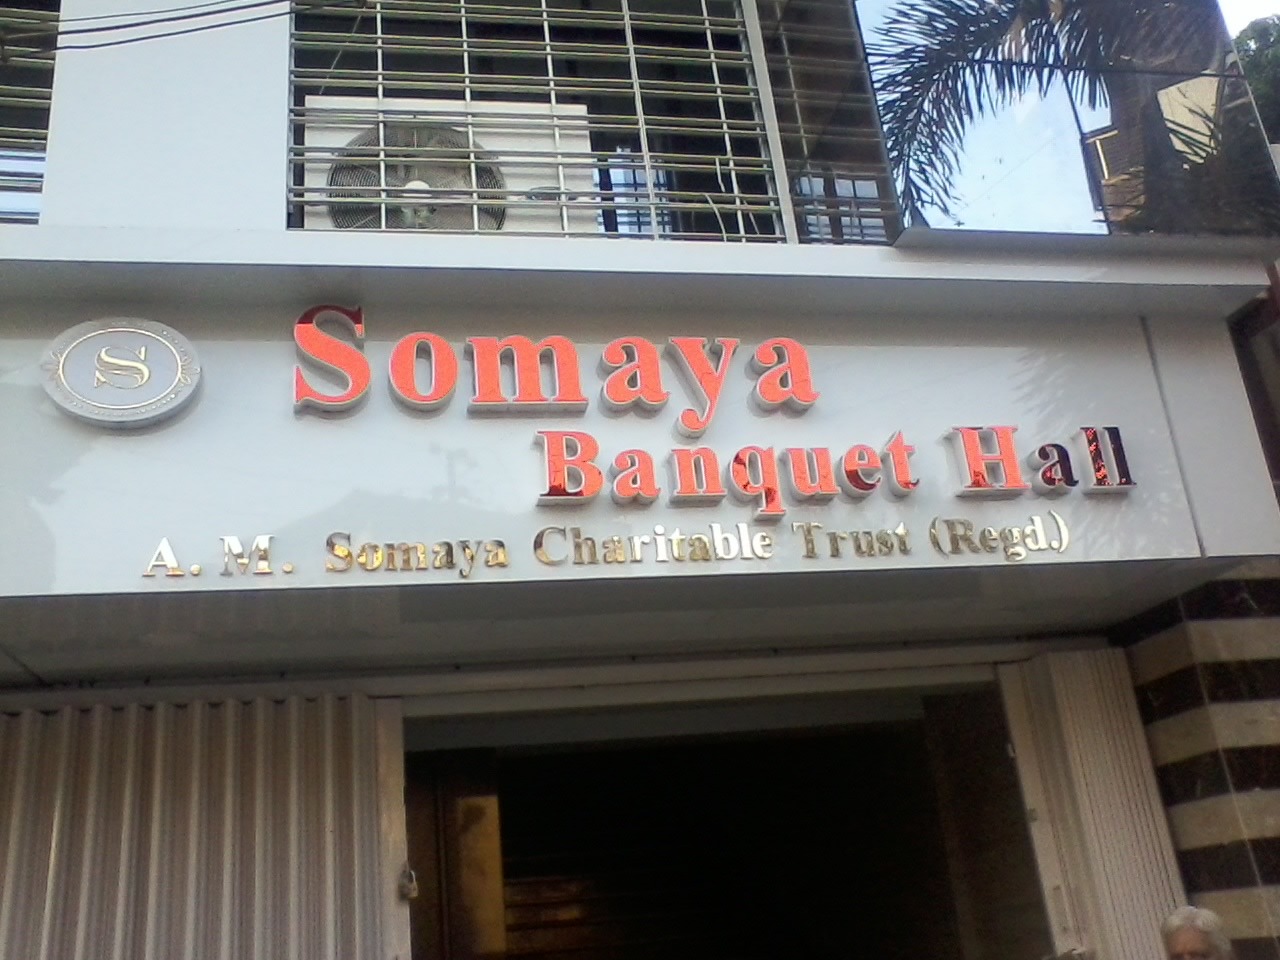 S
Somaya
Banquet Hall
A. M. Somaya Charitable Trust (Regd.)